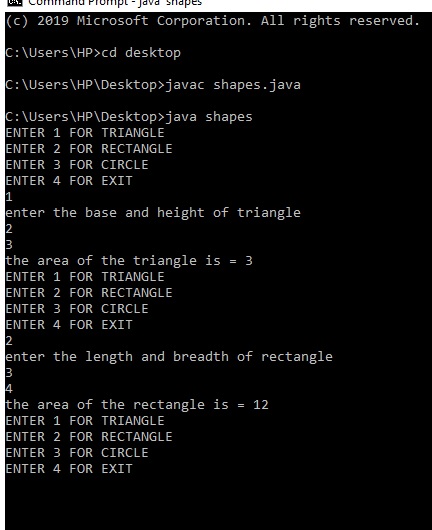 Command Prompt - java shapes
(c) 2019 Microsoft Corporation. All rights reserved.
C:\Users\HP>cd desktop
C:\Users\HP\Desktop>javac shapes.java
C:\Users\HP\Desktop>java shapes
ENTER 1 FOR TRIANGLE
ENTER 2 FOR RECTANGLE
ENTER 3 FOR CIRCLE
ENTER 4 FOR EXIT
1
enter the base and height of triangle
2
3
the area of the triangle is = 3
ENTER 1 FOR TRIANGLE
ENTER 2 FOR RECTANGLE
ENTER 3 FOR CIRCLE
ENTER 4 FOR EXIT
2
enter the length and breadth of rectangle
3
4
the area of the rectangle is = 12
ENTER 1 FOR TRIANGLE
ENTER 2 FOR RECTANGLE
ENTER 3 FOR CIRCLE
ENTER 4 FOR EXIT